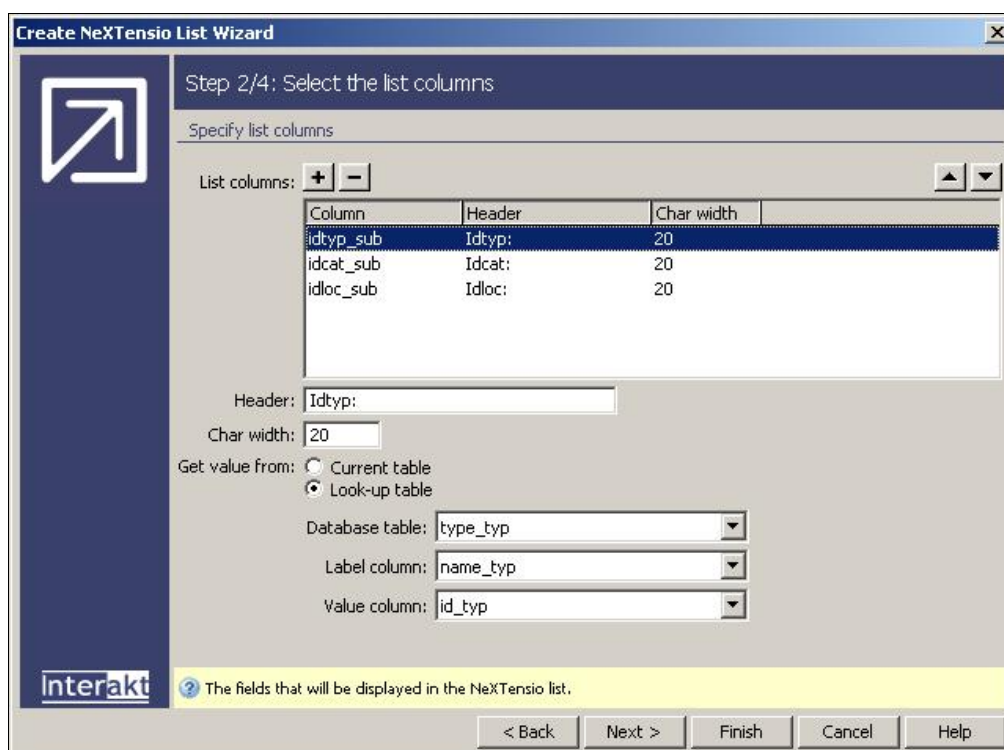 Create NeXTensio List Wizard
Step 2/4: Select the list columns
Specify list columns
List columns: + −
Column Header Char width
idtyp_sub Idtyp: 20
idcat_sub Idcat: 20
idloc_sub Idloc: 20
Header: Idtyp:
Char width: 20
Get value from: Current table
Look-up table
Database table: type_typ
Label column: name_typ
Value column: id_typ
Interakt
? The fields that will be displayed in the NeXTensio list.
< Back Next > Finish Cancel Help